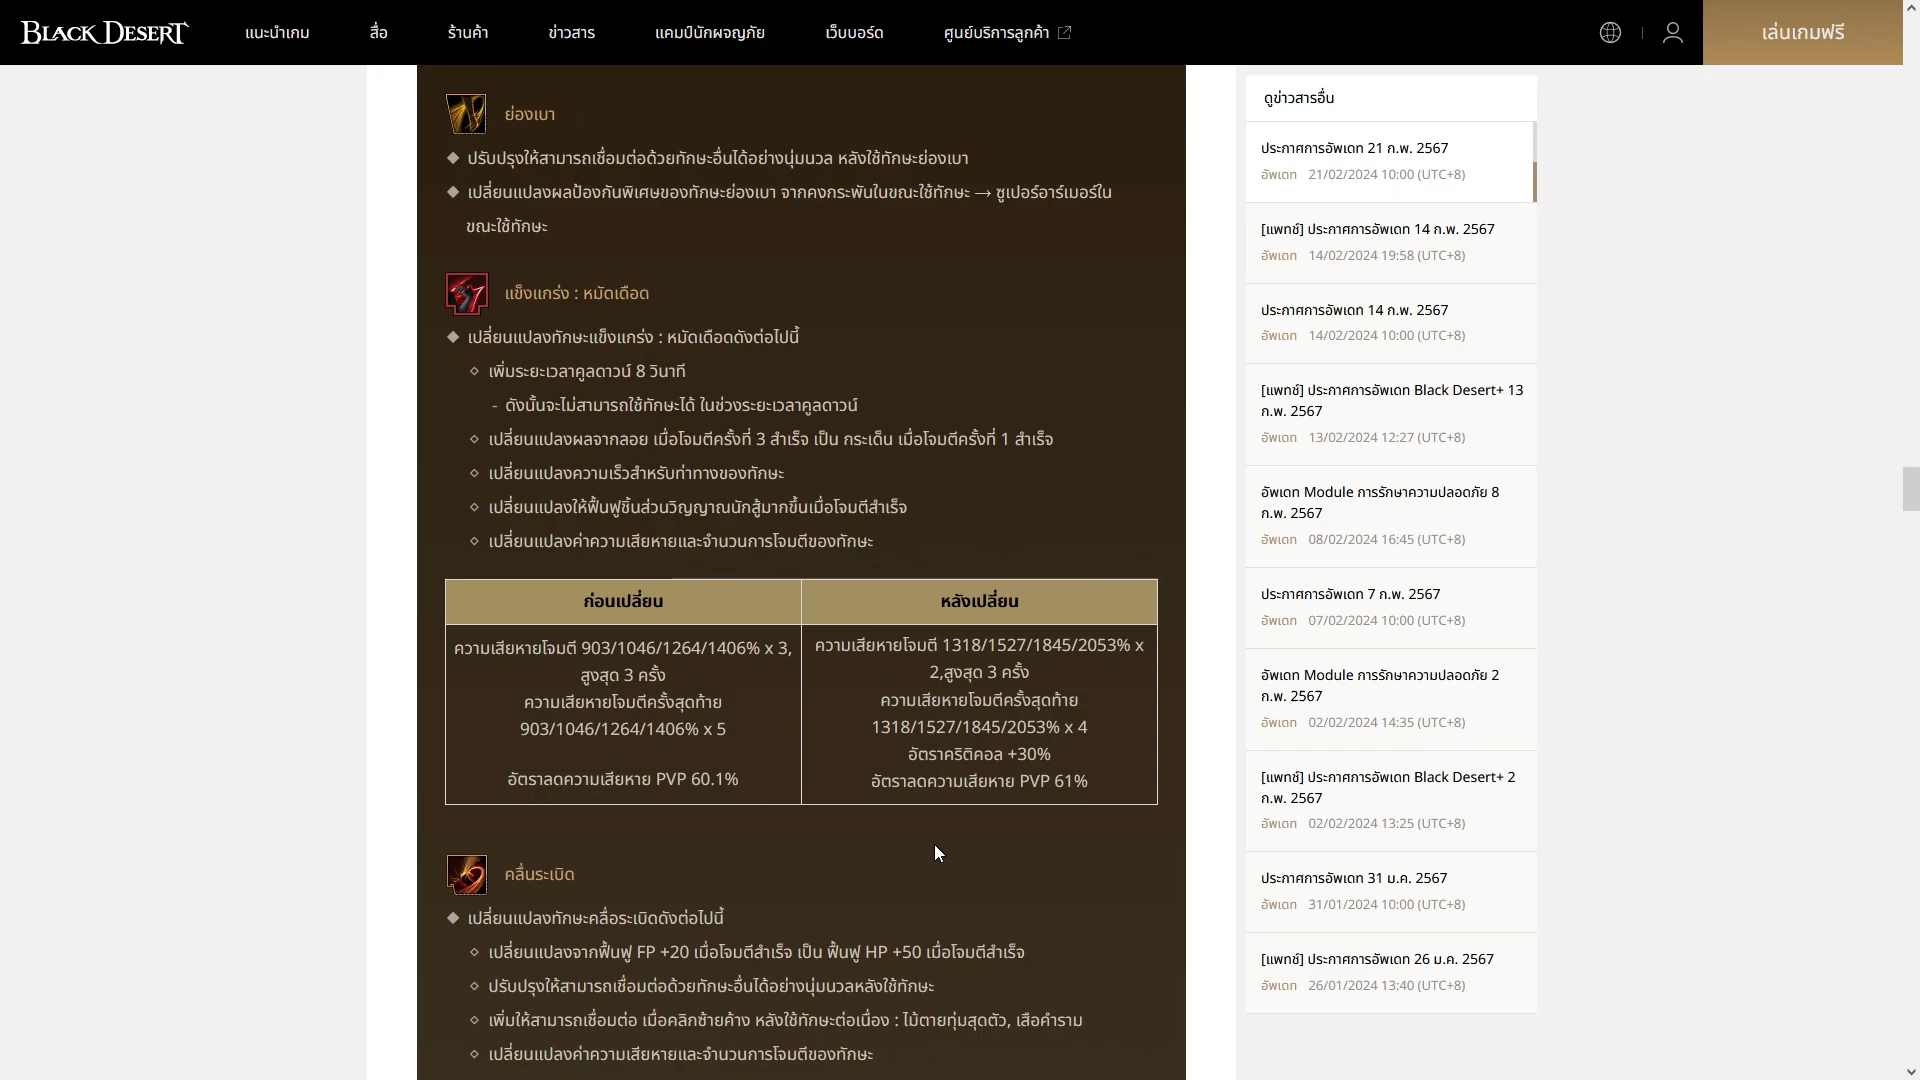 BLACK DESERT
แนะนำเกม
สื่อ
ร้านค้า
ข่าวสาร
แคมป์นักผจญภัย
เว็บบอร์ด
ศูนย์บริการลูกค้า
เล่นเกมฟรี
ย่องเบา
ปรับปรุงให้สามารถเชื่อมต่อด้วยทักษะอื่นได้อย่างนุ่มนวล หลังใช้ทักษะย่องเบา
เปลี่ยนแปลงผลป้องกันพิเศษของทักษะย่องเบา จากคงกระพันในขณะใช้ทักษะ → ซูเปอร์อาร์เมอร์ใน
ขณะใช้ทักษะ
แข็งแกร่ง : หมัดเดือด
เปลี่ยนแปลงทักษะแข็งแกร่ง : หมัดเดือดดังต่อไปนี้
เพิ่มระยะเวลาคูลดาวน์ 8 วินาที
- ดังนั้นจะไม่สามารถใช้ทักษะได้ ในช่วงระยะเวลาคูลดาวน์
เปลี่ยนแปลงผลจากลอย เมื่อโจมตีครั้งที่ 3 สำเร็จ เป็น กระเด็น เมื่อโจมตีครั้งที่ 1 สำเร็จ
เปลี่ยนแปลงความเร็วสำหรับท่าทางของทักษะ
เปลี่ยนแปลงให้ฟื้นฟูชิ้นส่วนวิญญาณนักสู้มากขึ้นเมื่อโจมตีสำเร็จ
เปลี่ยนแปลงค่าความเสียหายและจำนวนการโจมตีของทักษะ
ก่อนเปลี่ยน
ความเสียหายโจมตี 903/1046/1264/1406% x 3,
สูงสุด 3 ครั้ง
ความเสียหายโจมตีครั้งสุดท้าย
903/1046/1264/1406% x 5
อัตราลดความเสียหาย PVP 60.1%
หลังเปลี่ยน
ความเสียหายโจมตี 1318/1527/1845/2053% x
2,สูงสุด 3 ครั้ง
ความเสียหายโจมตีครั้งสุดท้าย
1318/1527/1845/2053% x 4
อัตราคริติคอล +30%
อัตราลดความเสียหาย PVP 61%
คลื่นระเบิด
เปลี่ยนแปลงทักษะคลื่อระเบิดดังต่อไปนี้
เปลี่ยนแปลงจากฟื้นฟู FP +20 เมื่อโจมตีสำเร็จ เป็น ฟื้นฟู HP +50 เมื่อโจมตีสำเร็จ
ปรับปรุงให้สามารถเชื่อมต่อด้วยทักษะอื่นได้อย่างนุ่มนวลหลังใช้ทักษะ
เพิ่มให้สามารถเชื่อมต่อ เมื่อคลิกซ้ายค้าง หลังใช้ทักษะต่อเนื่อง : ไม้ตายทุ่มสุดตัว, เสือคำราม
เปลี่ยนแปลงค่าความเสียหายและจำนวนการโจมตีของทักษะ
ดูข่าวสารอื่น
ประกาศการอัพเดท 21 ก.พ. 2567
อัพเดท 21/02/2024 10:00 (UTC+8)
[แพทช์] ประกาศการอัพเดท 14 ก.พ. 2567
อัพเดท 14/02/2024 19:58 (UTC+8)
ประกาศการอัพเดท 14 ก.พ. 2567
อัพเดท 14/02/2024 10:00 (UTC+8)
[แพทช์] ประกาศการอัพเดท Black Desert+ 13
ก.พ. 2567
อัพเดท 13/02/2024 12:27 (UTC+8)
อัพเดท Module การรักษาความปลอดภัย 8
ก.พ. 2567
อัพเดท 08/02/2024 16:45 (UTC+8)
ประกาศการอัพเดท 7 ก.พ. 2567
อัพเดท 07/02/2024 10:00 (UTC+8)
อัพเดท Module การรักษาความปลอดภัย 2
ก.พ. 2567
อัพเดท 02/02/2024 14:35 (UTC+8)
[แพทช์] ประกาศการอัพเดท Black Desert+ 2
ก.พ. 2567
อัพเดท 02/02/2024 13:25 (UTC+8)
ประกาศการอัพเดท 31 ม.ค. 2567
อัพเดท 31/01/2024 10:00 (UTC+8)
[แพทช์] ประกาศการอัพเดท 26 ม.ค. 2567
อัพเดท 26/01/2024 13:40 (UTC+8)